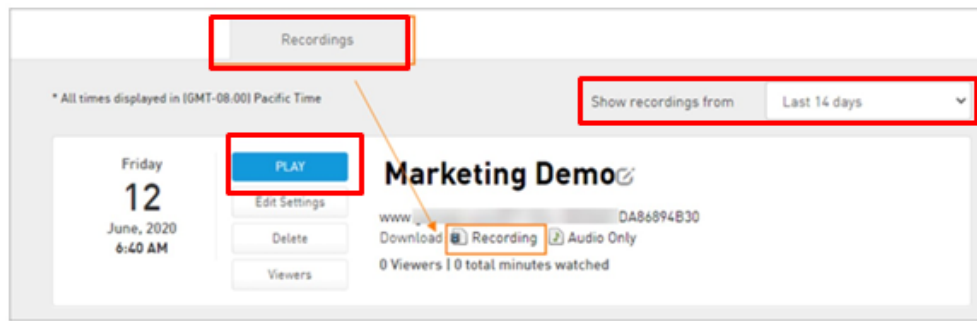 Recordings
* All times displayed in (GMT-08:00) Pacific Time
Show recordings from Last 14 days
Friday
12
June, 2020
6:40 AM
PLAY
Edit Settings
Delete
Viewers
Marketing Demo
www DA86894B30
Download Recording Audio Only
0 Viewers | 0 total minutes watched